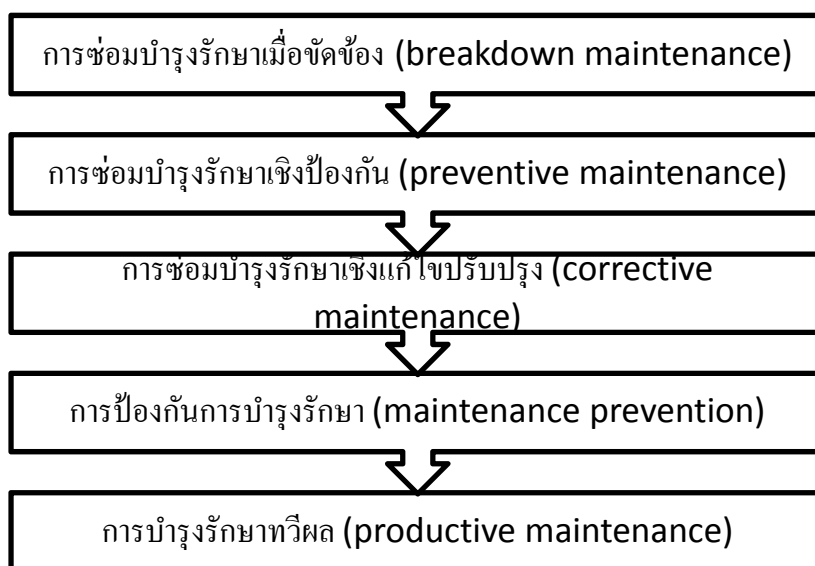 การซ่อมบำรุงรักษาเมื่อขัดข้อง (breakdown maintenance)
การซ่อมบำรุงรักษาเชิงป้องกัน (preventive maintenance)
การซ่อมบำรุงรักษาเชิงแก้ไขปรับปรุง (corrective
maintenance)
การป้องกันการบำรุงรักษา (maintenance prevention)
การบำรุงรักษาทวีผล (productive maintenance)